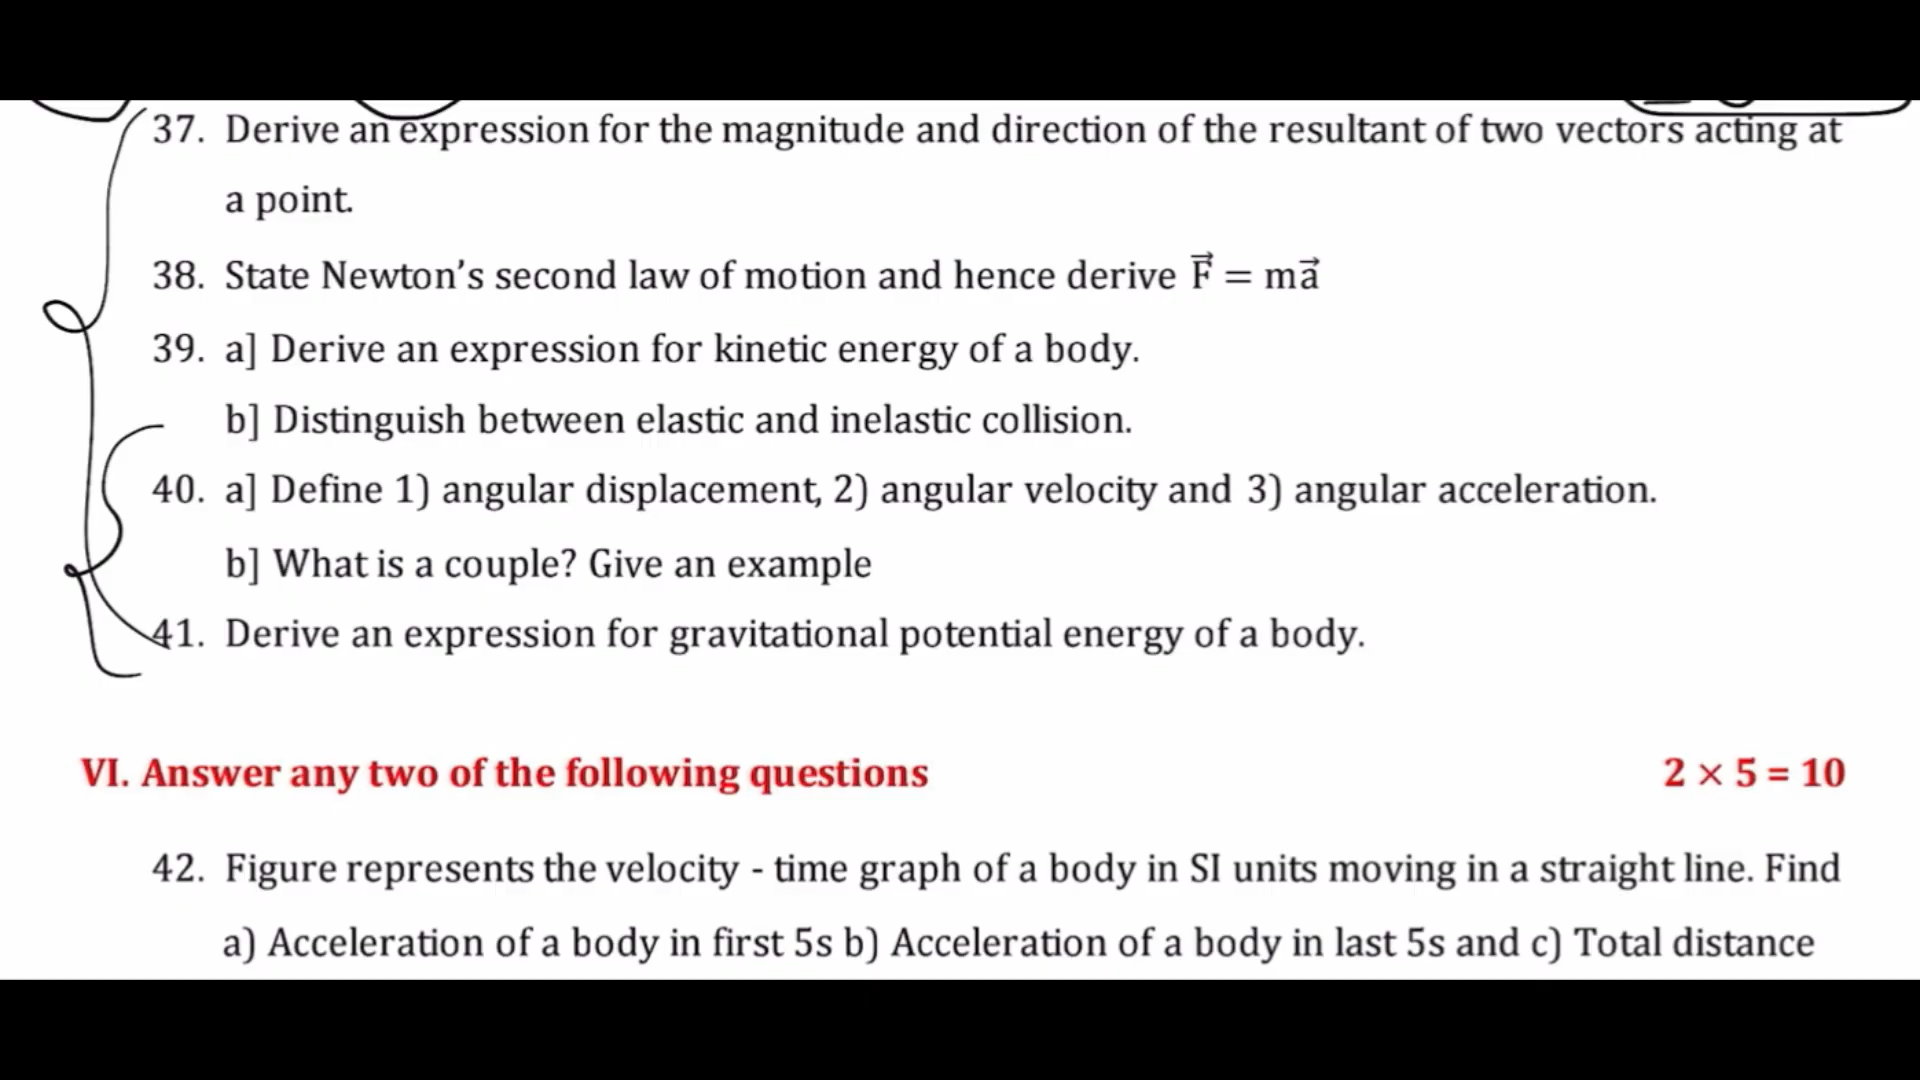 37. Derive an expression for the magnitude and direction of the resultant of two vectors acting at
a point.
38. State Newton’s second law of motion and hence derive F⃗ = ma⃗
39. a] Derive an expression for kinetic energy of a body.
b] Distinguish between elastic and inelastic collision.
40. a] Define 1) angular displacement, 2) angular velocity and 3) angular acceleration.
b] What is a couple? Give an example
41. Derive an expression for gravitational potential energy of a body.
VI. Answer any two of the following questions 2 × 5 = 10
42. Figure represents the velocity - time graph of a body in SI units moving in a straight line. Find
a) Acceleration of a body in first 5s b) Acceleration of a body in last 5s and c) Total distance